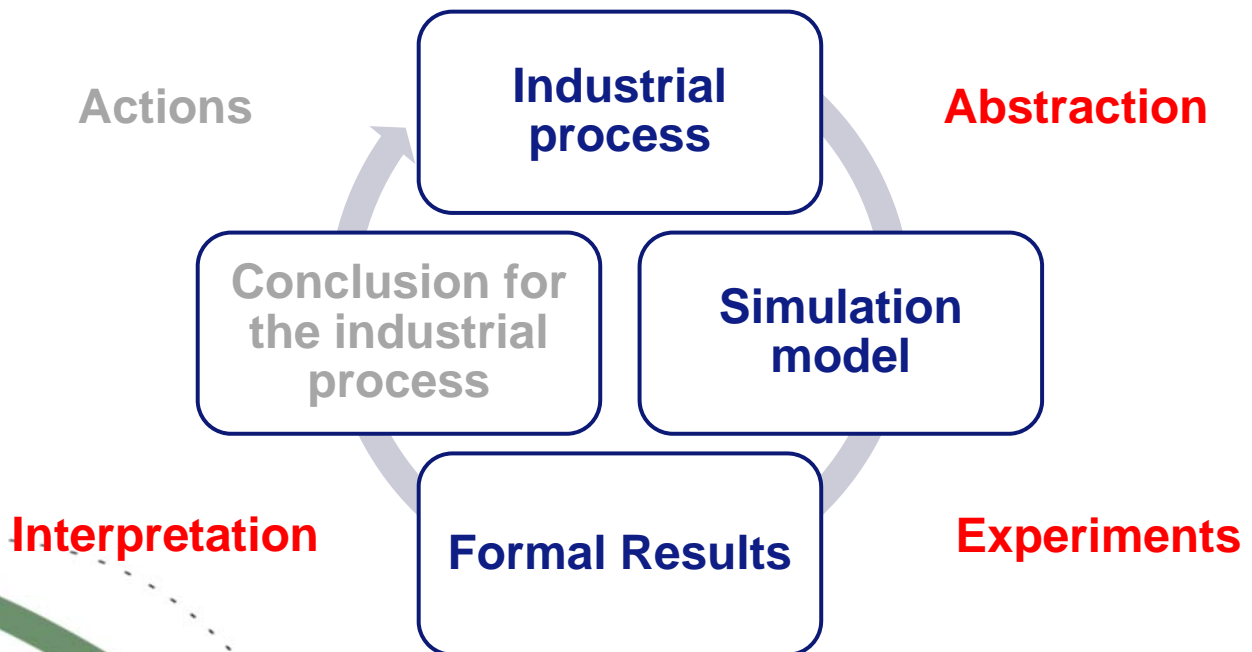 Industrial
process
Actions
Abstraction
Conclusion for
the industrial
process
Simulation
model
Interpretation
Formal Results
Experiments